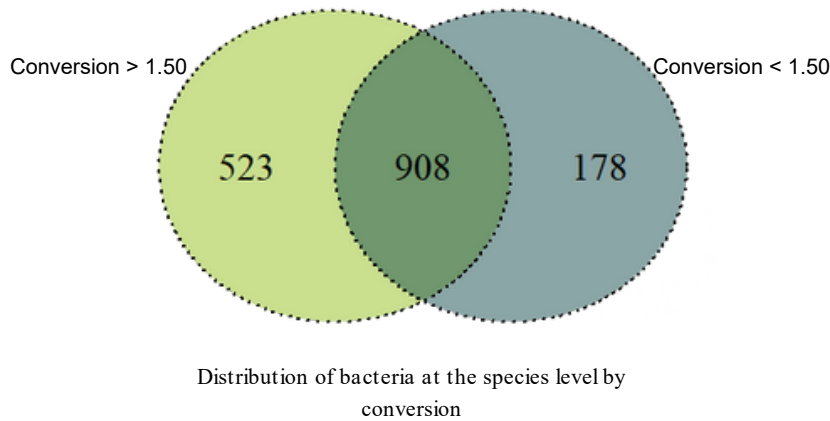 Conversion > 1.50
Conversion < 1.50
523
908
178
Distribution of bacteria at the species level by
conversion